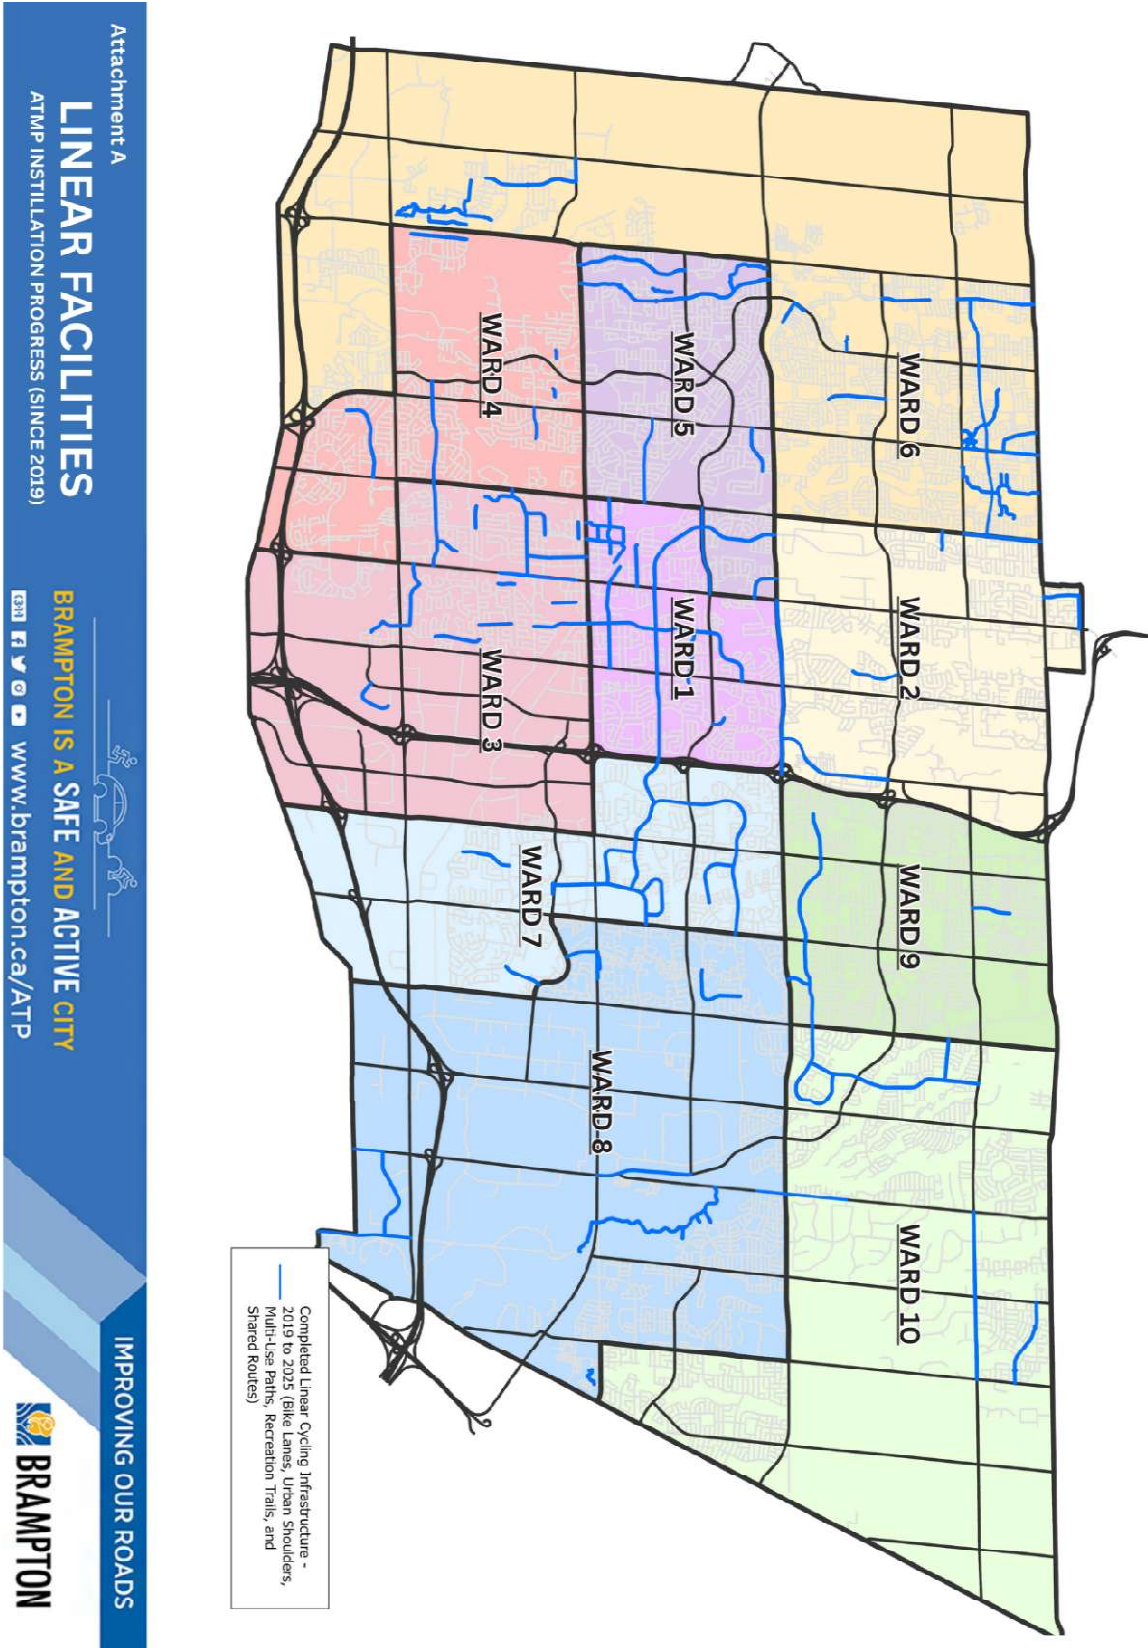 Attachment A
LINEAR FACILITIES
ATMP INSTILLATION PROGRESS (SINCE 2019)
BRAMPTON IS A SAFE AND ACTIVE CITY
www.brampton.ca/ATP
IMPROVING OUR ROADS
BRAMPTON
WARD 6
WARD 2
WARD 9
WARD 10
WARD 5
WARD 1
WARD 8
WARD 4
WARD 3
WARD 7
Completed Linear Cycling Infrastructure -
2019 to 2025 (Bike Lanes, Urban Shoulders,
Multi-Use Paths, Recreation Trails, and
Shared Routes)